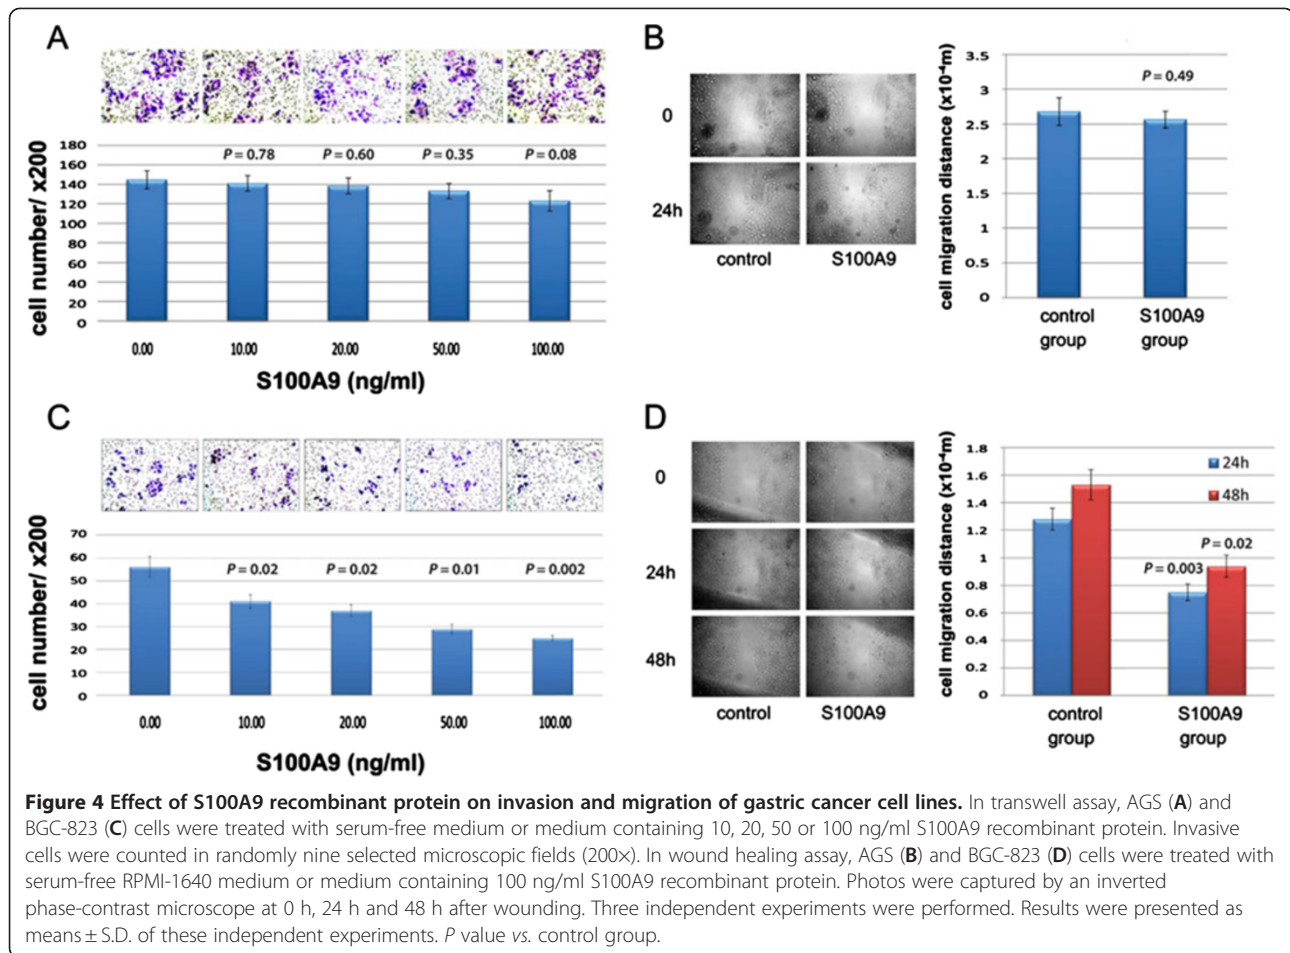 A
180
160
140
120
100
80
60
40
20
0
cell number/ x200
P = 0.78
P = 0.60
P = 0.35
P = 0.08
0.00 10.00 20.00 50.00 100.00
S100A9 (ng/ml)
B
0
24h
control S100A9
cell migration distance (x10⁻⁴m)
3.5
3
2.5
2
1.5
1
0.5
0
P = 0.49
control group
S100A9 group
C
70
60
50
40
30
20
10
0
cell number/ x200
P = 0.02
P = 0.02
P = 0.01
P = 0.002
0.00 10.00 20.00 50.00 100.00
S100A9 (ng/ml)
D
0
24h
48h
control S100A9
cell migration distance (x10⁻⁴m)
1.8
1.6
1.4
1.2
1
0.8
0.6
0.4
0.2
0
24h
48h
P = 0.003
P = 0.02
control group
S100A9 group
Figure 4 Effect of S100A9 recombinant protein on invasion and migration of gastric cancer cell lines. In transwell assay, AGS (A) and
BGC-823 (C) cells were treated with serum-free medium or medium containing 10, 20, 50 or 100 ng/ml S100A9 recombinant protein. Invasive
cells were counted in randomly nine selected microscopic fields (200×). In wound healing assay, AGS (B) and BGC-823 (D) cells were treated with
serum-free RPMI-1640 medium or medium containing 100 ng/ml S100A9 recombinant protein. Photos were captured by an inverted
phase-contrast microscope at 0 h, 24 h and 48 h after wounding. Three independent experiments were performed. Results were presented as
means ± S.D. of these independent experiments. P value vs. control group.